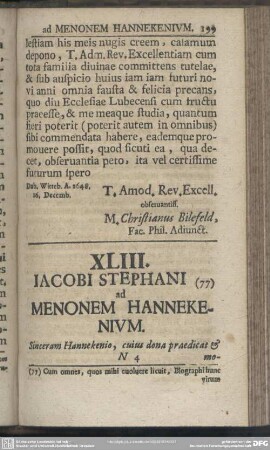 ad MENONEM HANNEKENIVM. 199
lestiam his meis nugis creem, calamum
depono, T. Adm. Rev. Excellentiam cum
tota familia divinae committens tutelae,
& sub auspicio huius iam iam futuri no-
vi anni omnia fausta & felicia precans,
quo diu Ecclesiae Lubecensi cum fructu
praeesse, & me meaque studia, quantum
fieri poterit (poterit autem in omnibus)
sibi commendata habere, eademque pro-
mouere possit, quod sicuti ea, qua de-
cet, obseruantia peto, ita vel certissime
futurum spero
Dab. Witteb. A. 1648,
16, Decemb.
T. Amod. Rev. Excell.
obseruantiss.
M. Christianus Bilefeld,
Fac. Phil. Adiunct.
XLIII.
IACOBI STEPHANI (77)
ad
MENONEM HANNEKE-
NIVM.
Sinceram Hannekenio, cuius dona praedicat &
N 4 mo-
(77) Cum omnes, quos mihi euoluere licuit, Biographi hunc
virum